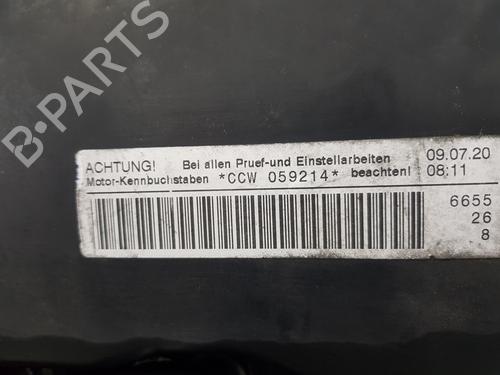 B-PARTS
ACHTUNG! Bei allen Pruef-und Einstellarbeiten 09.07.20
Motor-Kennbuchstaben *CCW 059214* beachten! 08:11
6655
26
8